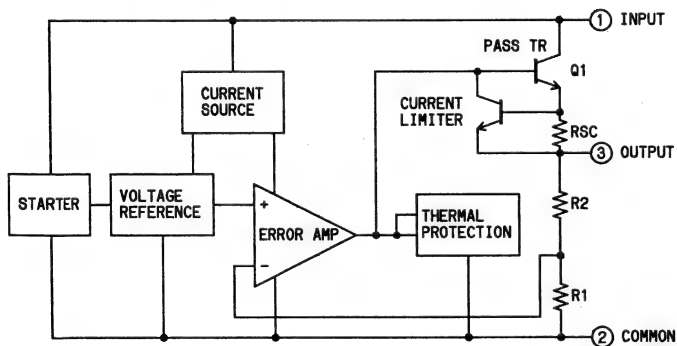 1 INPUT
PASS TR
Q1
CURRENT
SOURCE
CURRENT
LIMITER
RSC
3 OUTPUT
STARTER
VOLTAGE
REFERENCE
+
ERROR AMP
−
THERMAL
PROTECTION
R2
R1
2 COMMON